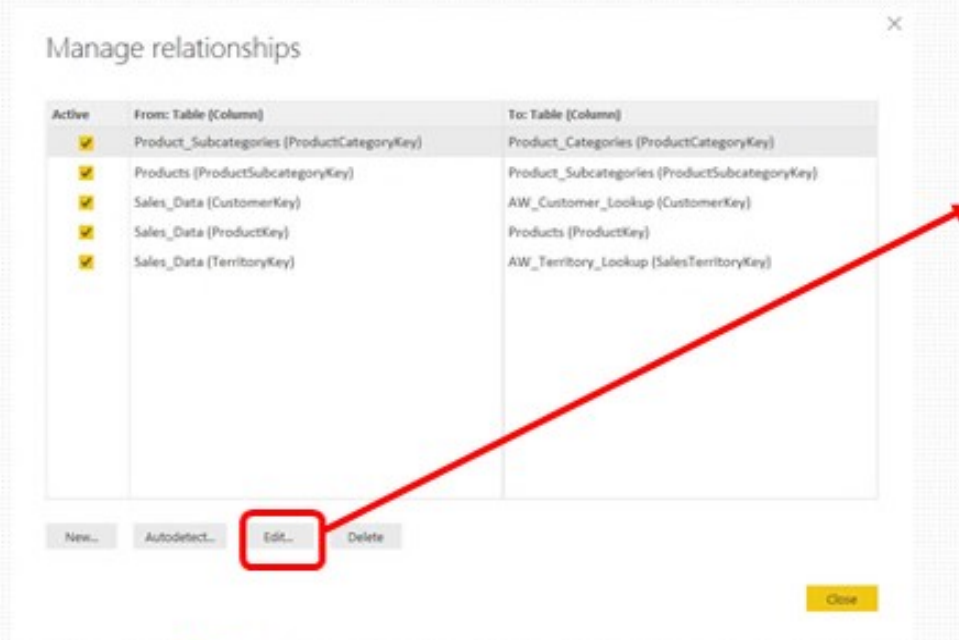 Manage relationships
Active From: Table (Column) To: Table (Column)
Product_Subcategories (ProductCategoryKey) Product_Categories (ProductCategoryKey)
Products (ProductSubcategoryKey) Product_Subcategories (ProductSubcategoryKey)
Sales_Data (CustomerKey) AW_Customer_Lookup (CustomerKey)
Sales_Data (ProductKey) Products (ProductKey)
Sales_Data (TerritoryKey) AW_Territory_Lookup (SalesTerritoryKey)
New... Autodetect... Edit... Delete
Close